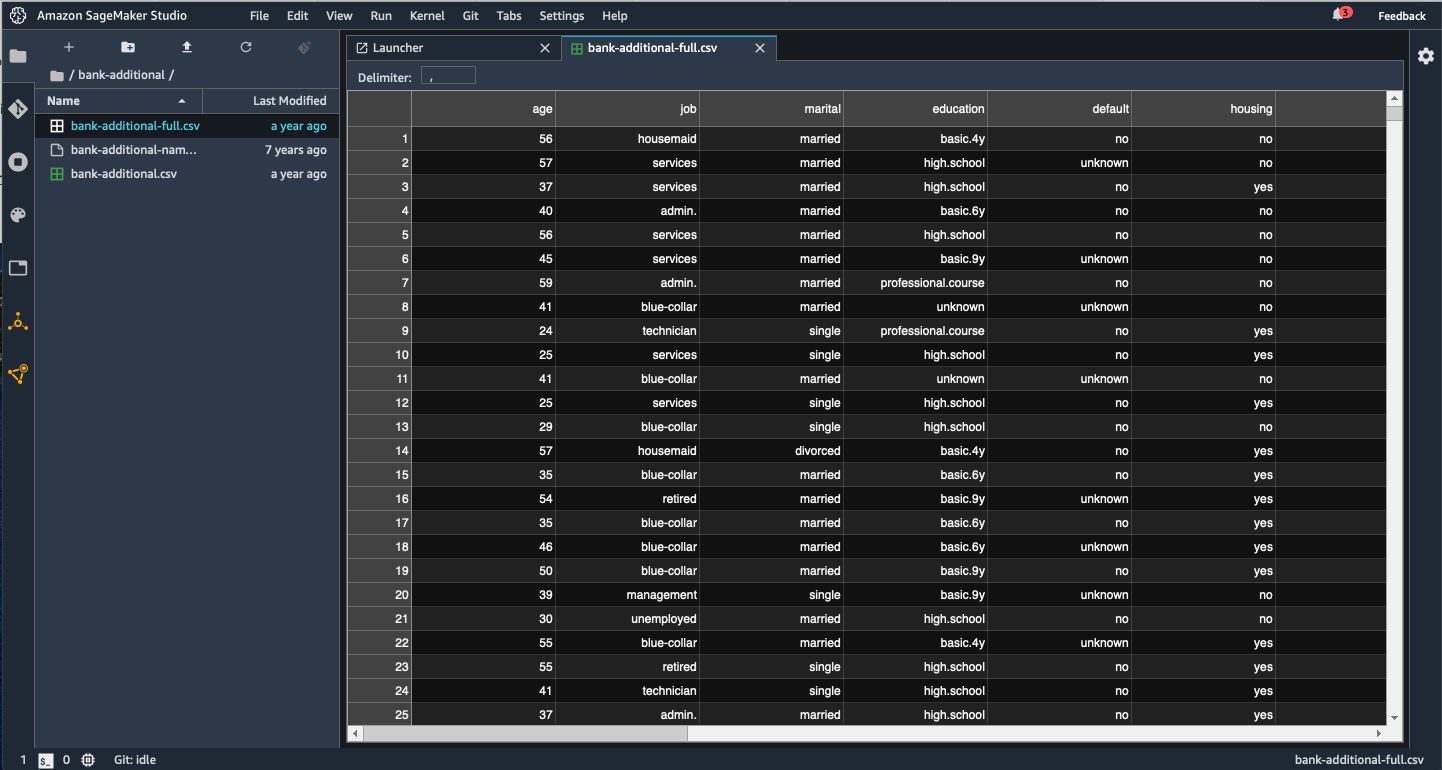 Amazon SageMaker Studio File Edit View Run Kernel Git Tabs Settings Help 3 Feedback
Launcher bank-additional-full.csv
/ bank-additional /
Delimiter: ,
Name Last Modified
bank-additional-full.csv a year ago
bank-additional-nam... 7 years ago
bank-additional.csv a year ago
age job marital education default housing
1 56 housemaid married basic.4y no no
2 57 services married high.school unknown no
3 37 services married high.school no yes
4 40 admin. married basic.6y no no
5 56 services married high.school no no
6 45 services married basic.9y unknown no
7 59 admin. married professional.course no no
8 41 blue-collar married unknown unknown no
9 24 technician single professional.course no yes
10 25 services single high.school no yes
11 41 blue-collar married unknown unknown no
12 25 services single high.school no yes
13 29 blue-collar single high.school no no
14 57 housemaid divorced basic.4y no yes
15 35 blue-collar married basic.6y no yes
16 54 retired married basic.9y unknown yes
17 35 blue-collar married basic.6y no yes
18 46 blue-collar married basic.6y unknown yes
19 50 blue-collar married basic.9y no yes
20 39 management single basic.9y unknown no
21 30 unemployed married high.school no no
22 55 blue-collar married basic.4y unknown yes
23 55 retired single high.school no yes
24 41 technician single high.school no yes
25 37 admin. married high.school no yes
1 $_ 0 Git: idle bank-additional-full.csv